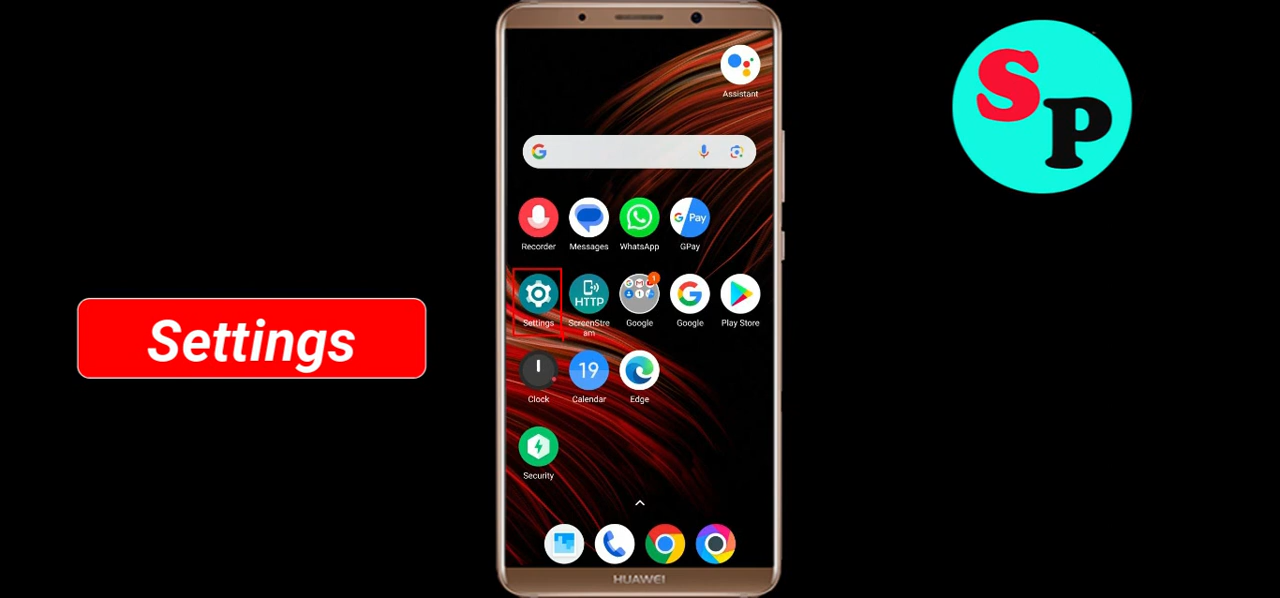 Assistant
Recorder
Messages
WhatsApp
G Pay
GPay
1
HTTP
Settings
ScreenStre
am
Google
Google
Play Store
19
Clock
Calendar
Edge
Security
HUAWEI
Settings
SP